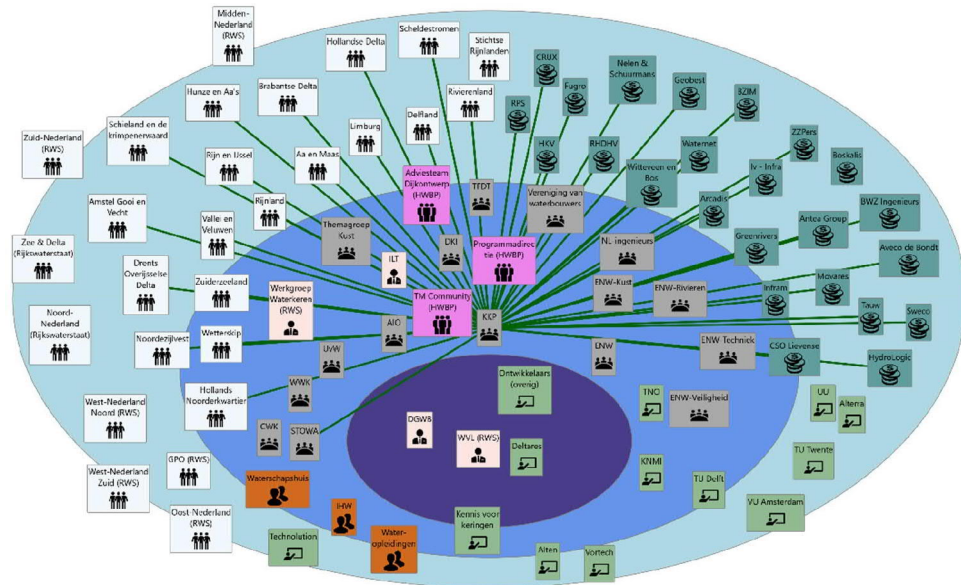 Midden-
Nederland
(RWS)
Hollandse Delta
Scheldestromen
Stichtse
Rijnlanden
CRUX
Nelen &
Schuurmans
Geobest
BZIM
Hunze en Aa's
Brabantse Delta
Rivierenland
RPS
Fugro
Zuid-Nederland
(RWS)
Schieland en de
krimpenerwaard
Limburg
Delfland
HKV
RHDHV
Witteveen en
Bos
Waternet
ZZPers
Boskalis
Rijn en IJssel
Aa en Maas
Iv - Infra
Adviesteam
Dijkontwerp
(HWBP)
TFDT
Vereniging van
waterbouwers
Arcadis
BWZ Ingenieurs
Amstel Gooi en
Vecht
Vallei en
Veluwen
Rijnland
Themagroep
Kust
Antea Group
Zee & Delta
(Rijkswaterstaat)
DKI
Programmadirec
tie (HWBP)
NL ingenieurs
Greenrivers
Aveco de Bondt
Drents
Overijsselse
Delta
ILT
Zuiderzeeland
Werkgroep
Waterkeren
(RWS)
TM Community
(HWBP)
KKP
ENW-Kust
ENW-Rivieren
Infram
Movares
Noord-
Nederland
(Rijkswaterstaat)
AIO
Tauw
Sweco
Noordezijlvest
Wetterskip
UvW
ENW
ENW-Techniek
CSO Lievense
HydroLogic
Hollands
Noorderkwartier
WWK
Ontwikkelaars
(overig)
TNO
ENW-Veiligheid
UU
Alterra
West-Nederland
Noord (RWS)
CWK
STOWA
DGWB
WVL (RWS)
Deltares
TU Twente
West-Nederland
Zuid (RWS)
GPO (RWS)
KNMI
TU Delft
Waterschapshuis
VU Amsterdam
Oost-Nederland
(RWS)
IHW
Kennis voor
keringen
Technolution
Water-
opleidingen
Alten
Vortech